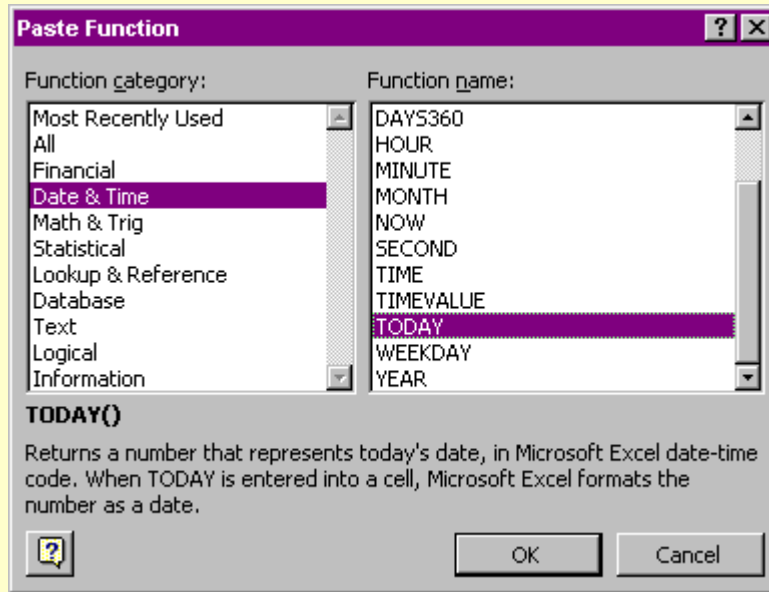 Paste Function
Function category:
Most Recently Used
All
Financial
Date & Time
Math & Trig
Statistical
Lookup & Reference
Database
Text
Logical
Information
Function name:
DAYS360
HOUR
MINUTE
MONTH
NOW
SECOND
TIME
TIMEVALUE
TODAY
WEEKDAY
YEAR
TODAY()
Returns a number that represents today's date, in Microsoft Excel date-time
code. When TODAY is entered into a cell, Microsoft Excel formats the
number as a date.
OK
Cancel